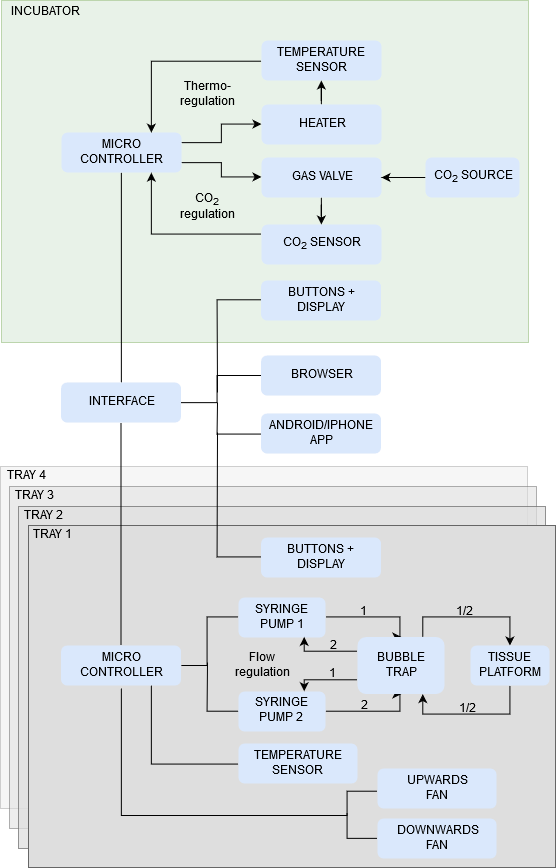 INCUBATOR
TEMPERATURE
SENSOR
Thermo-
regulation
HEATER
MICRO
CONTROLLER
GAS VALVE
CO₂ SOURCE
CO₂
regulation
CO₂ SENSOR
BUTTONS +
DISPLAY
BROWSER
INTERFACE
ANDROID/IPHONE
APP
TRAY 4
TRAY 3
TRAY 2
TRAY 1
BUTTONS +
DISPLAY
SYRINGE
PUMP 1
1
1/2
2
MICRO
CONTROLLER
Flow
regulation
BUBBLE
TRAP
TISSUE
PLATFORM
1
SYRINGE
PUMP 2
2
1/2
TEMPERATURE
SENSOR
UPWARDS
FAN
DOWNWARDS
FAN